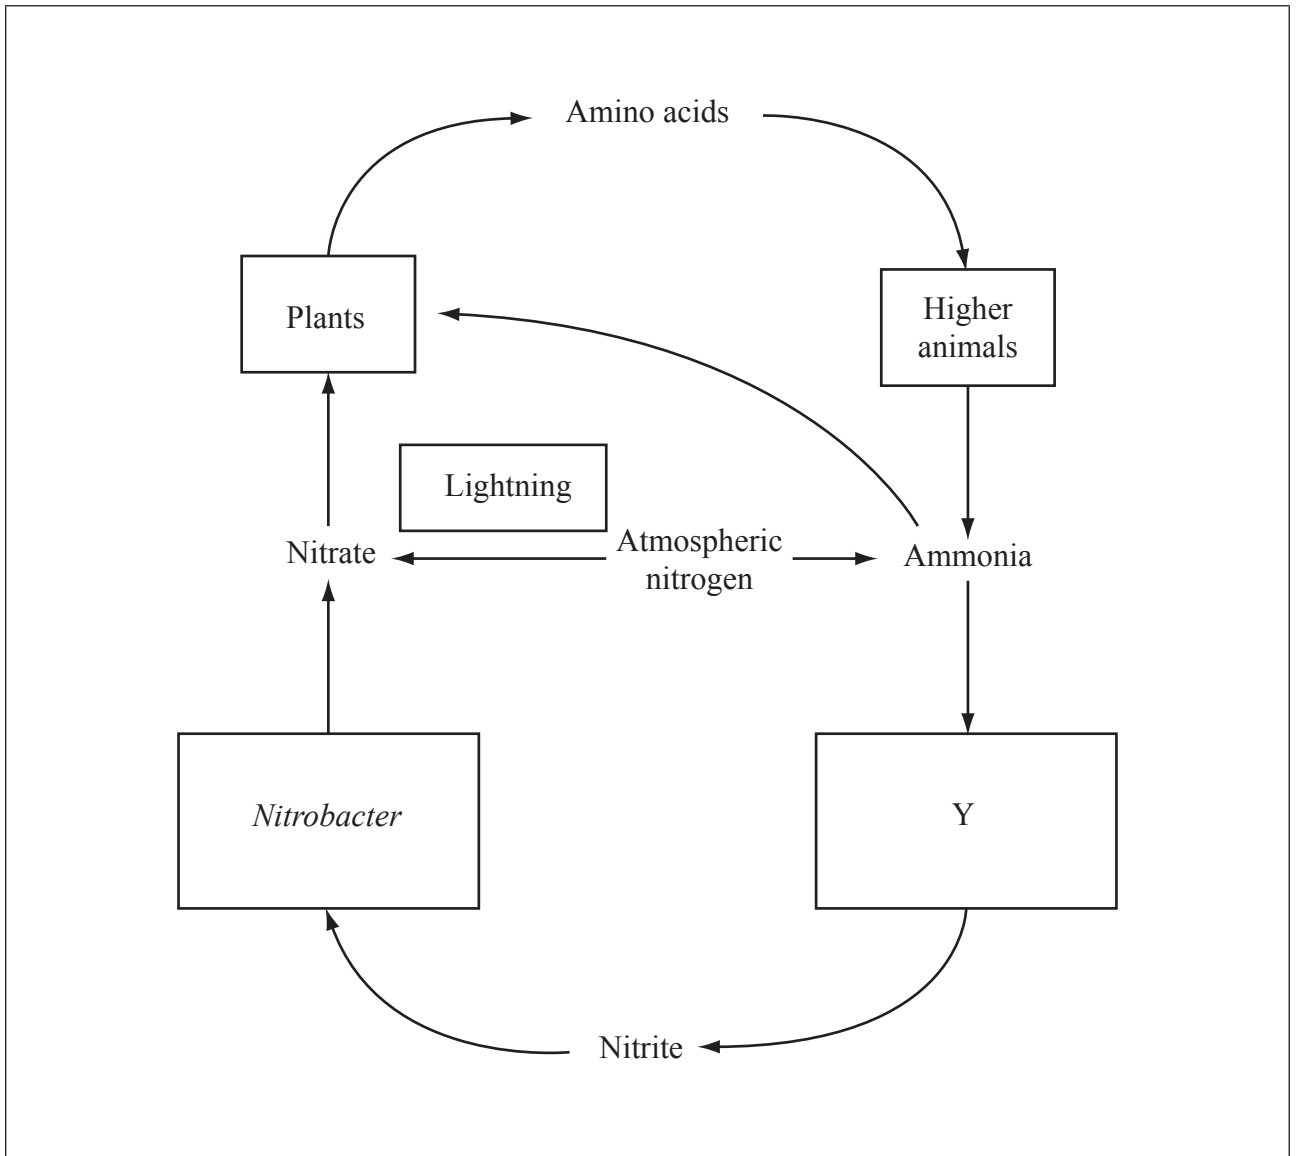 Amino acids
Plants
Higher
animals
Lightning
Nitrate
Atmospheric
nitrogen
Ammonia
Nitrobacter
Y
Nitrite